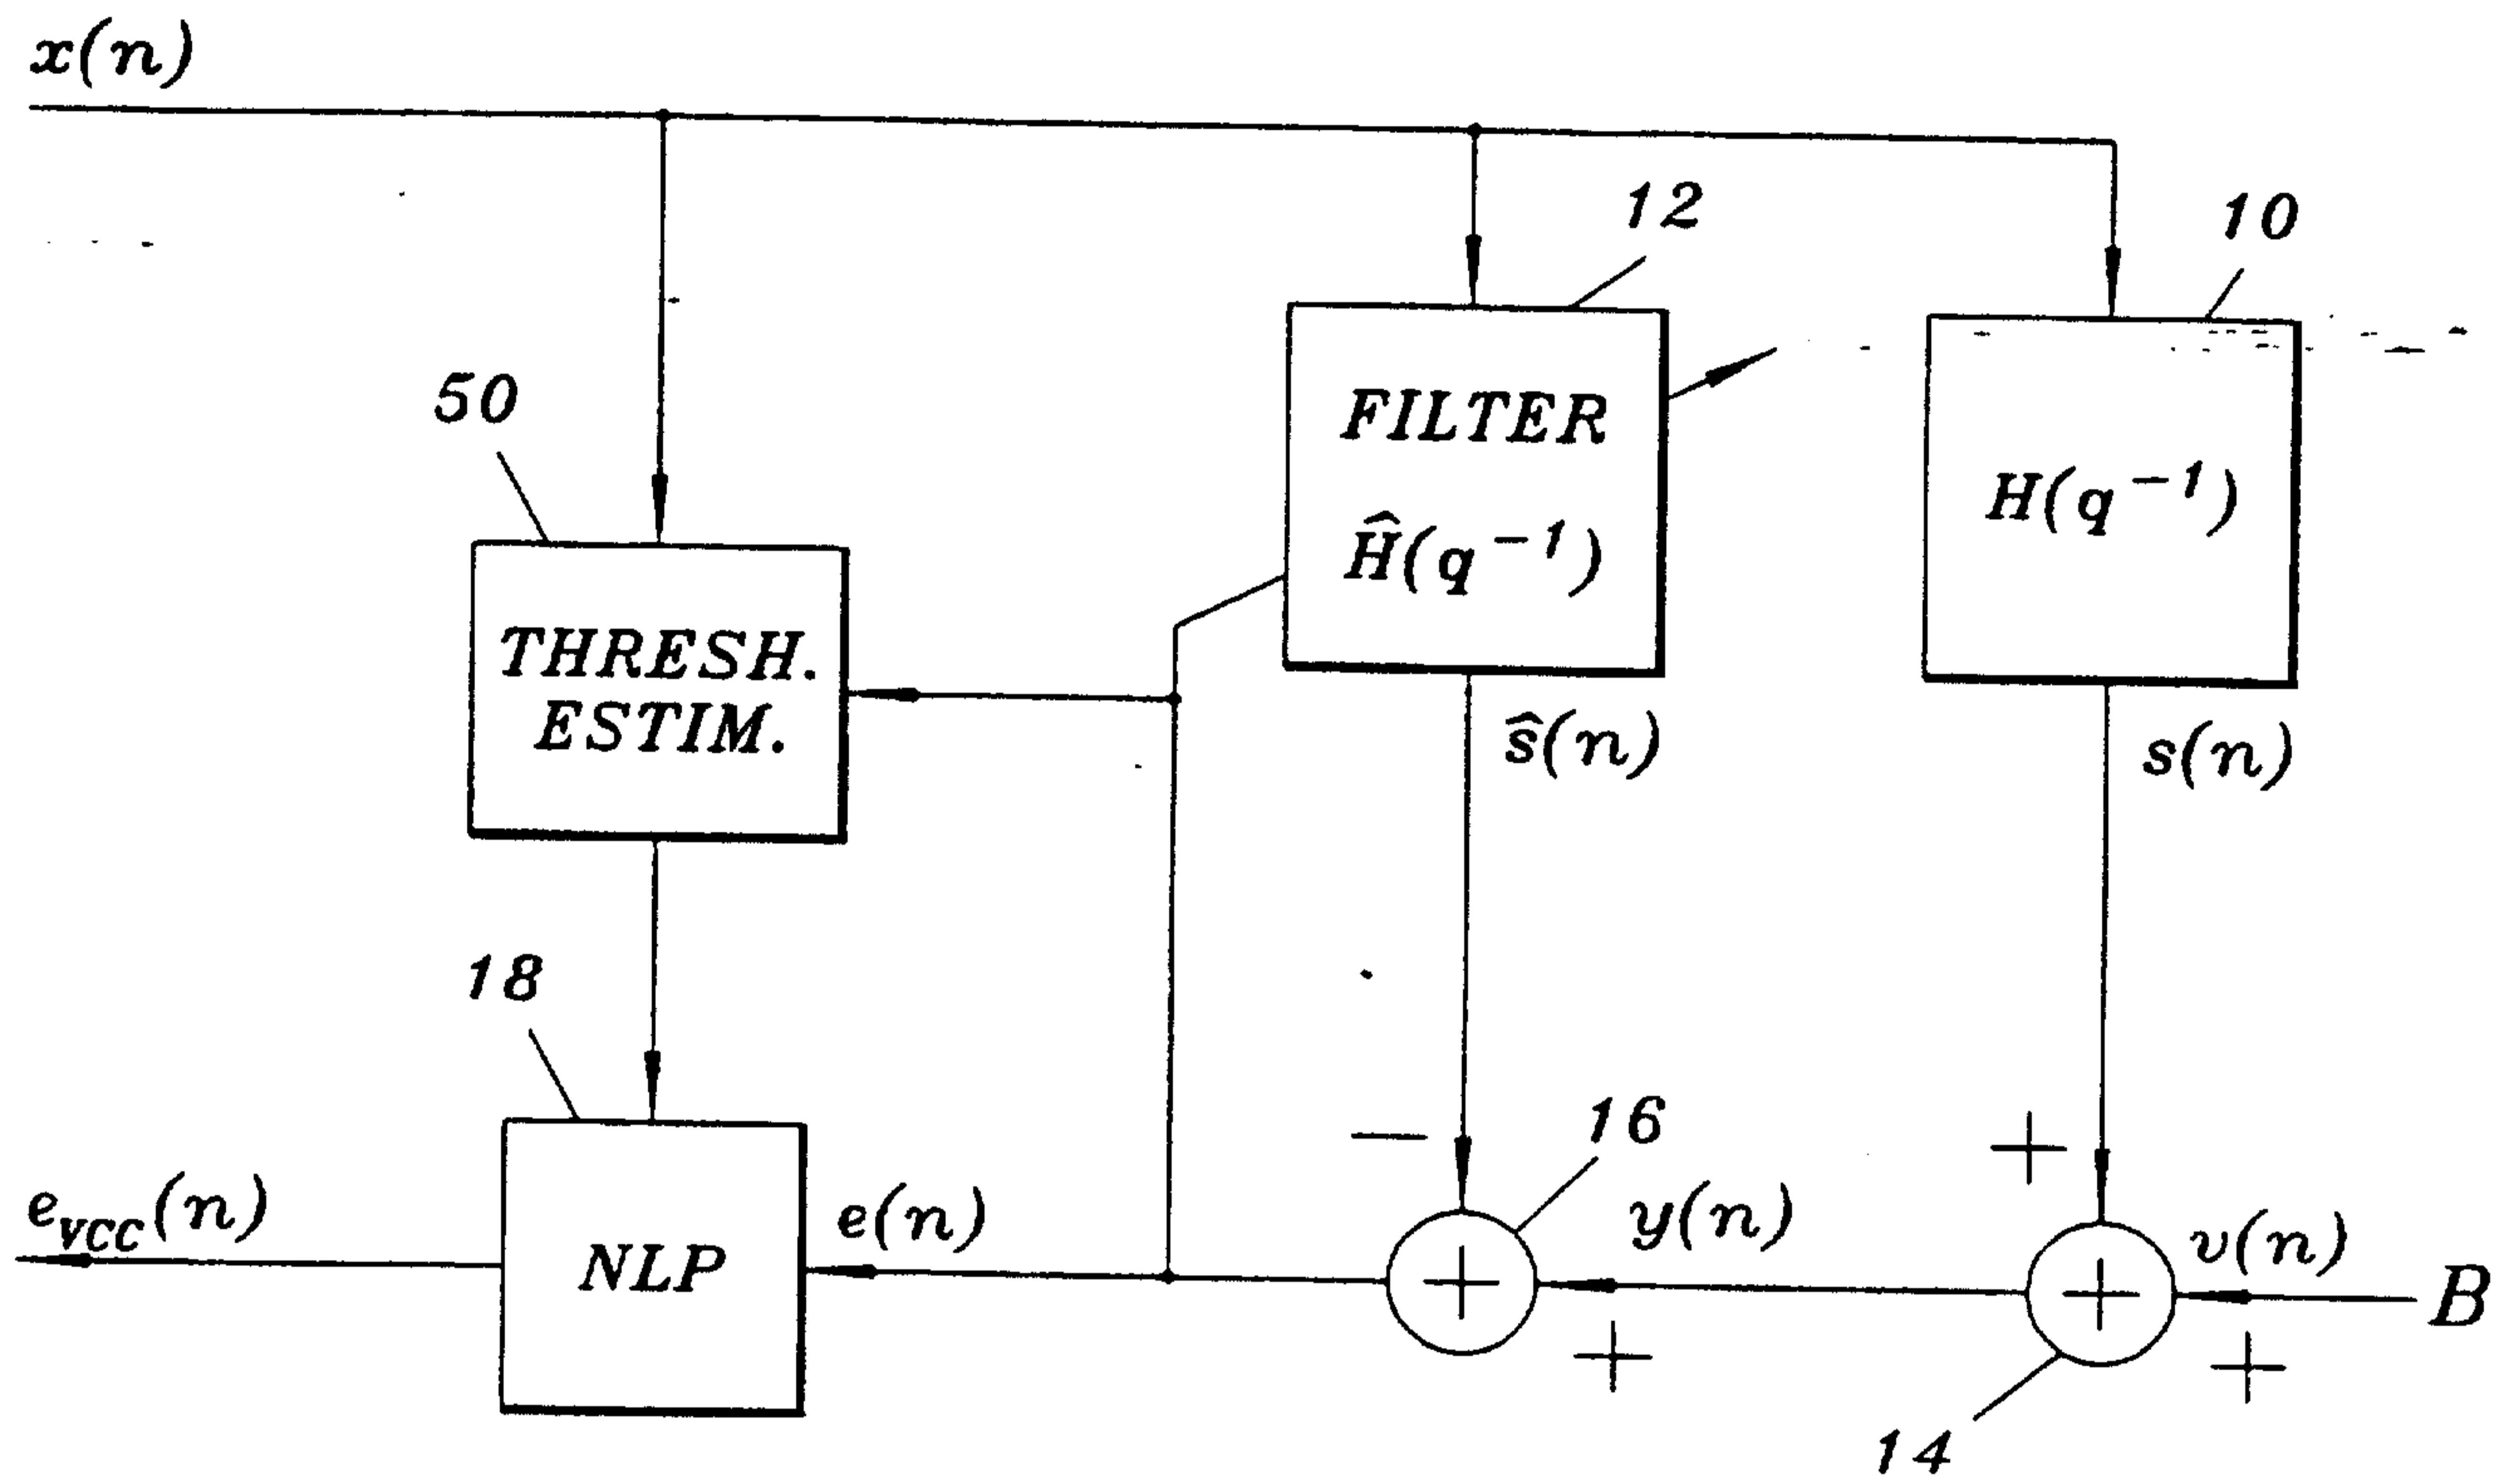 x(n)
12
10
50
FILTER
Ĥ(q⁻¹)
H(q⁻¹)
THRESH.
ESTIM.
ŝ(n)
s(n)
18
−
16
+
e_VCC(n)
NLP
e(n)
+
y(n)
+
v(n)
B
+
+
14